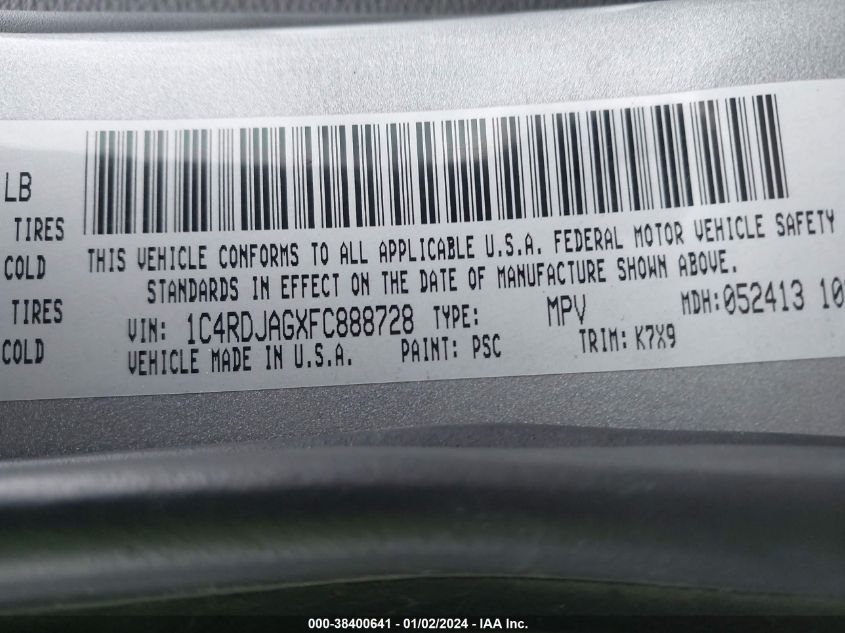 LB
TIRES
COLD
TIRES
COLD
THIS VEHICLE CONFORMS TO ALL APPLICABLE U.S.A. FEDERAL MOTOR VEHICLE SAFETY
STANDARDS IN EFFECT ON THE DATE OF MANUFACTURE SHOWN ABOVE.
VIN: 1C4RDJAGXFC888728 TYPE: MPV MDH: 052413 10
VEHICLE MADE IN U.S.A. PAINT: PSC TRIM: K7X9
000-38400641 - 01/02/2024 - IAA Inc.